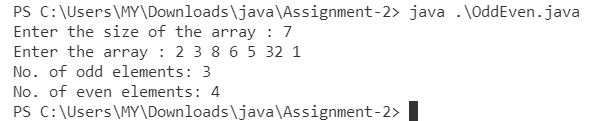 PS C:\Users\MY\Downloads\java\Assignment-2> java .\OddEven.java
Enter the size of the array : 7
Enter the array : 2 3 8 6 5 32 1
No. of odd elements: 3
No. of even elements: 4
PS C:\Users\MY\Downloads\java\Assignment-2>